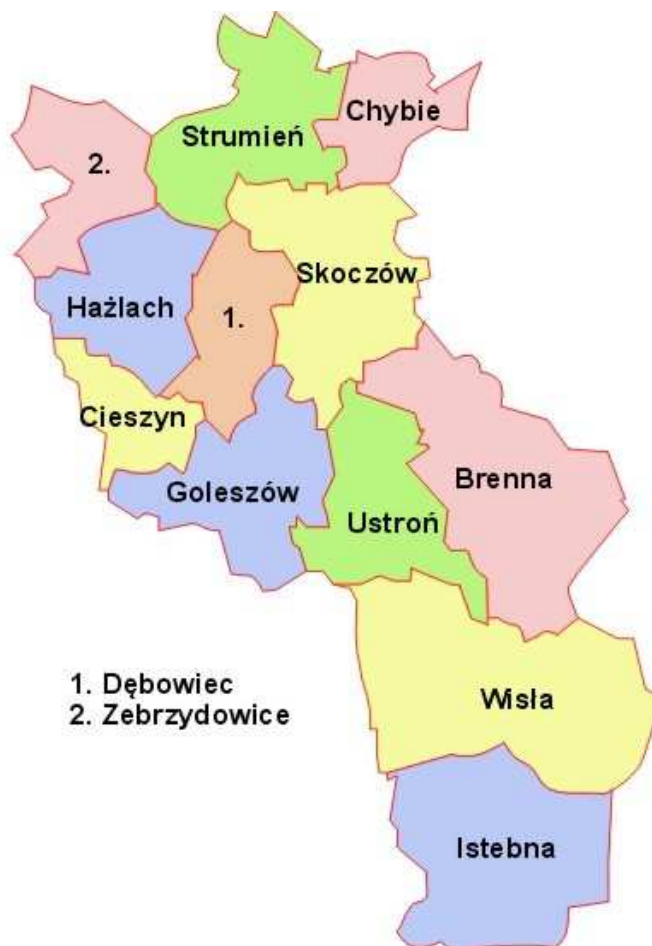 Chybie
Strumień
2.
Skoczów
Hażlach
1.
Cieszyn
Brenna
Goleszów
Ustroń
1. Dębowiec
2. Zebrzydowice
Wisła
Istebna